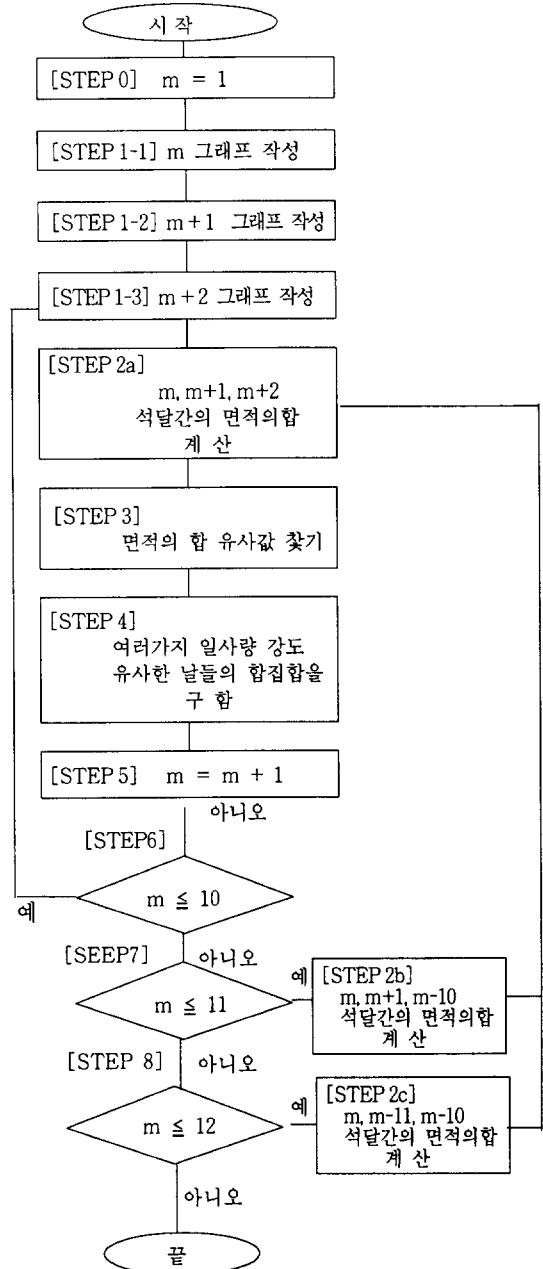 시 작
[STEP 0] m = 1
[STEP 1-1] m 그래프 작성
[STEP 1-2] m+1 그래프 작성
[STEP 1-3] m+2 그래프 작성
[STEP 2a]
m, m+1, m+2
석달간의 면적의합
계 산
[STEP 3]
면적의 합 유사값 찾기
[STEP 4]
여러가지 일사량 강도
유사한 날들의 합집합을
구 함
[STEP 5] m = m + 1
아니오
[STEP6]
m ≦ 10
예
[SEEP7]
아니오
m ≦ 11
예
[STEP 2b]
m, m+1, m-10
석달간의 면적의합
계 산
[STEP 8]
아니오
m ≦ 12
예
[STEP 2c]
m, m-11, m-10
석달간의 면적의합
계 산
아니오
끝